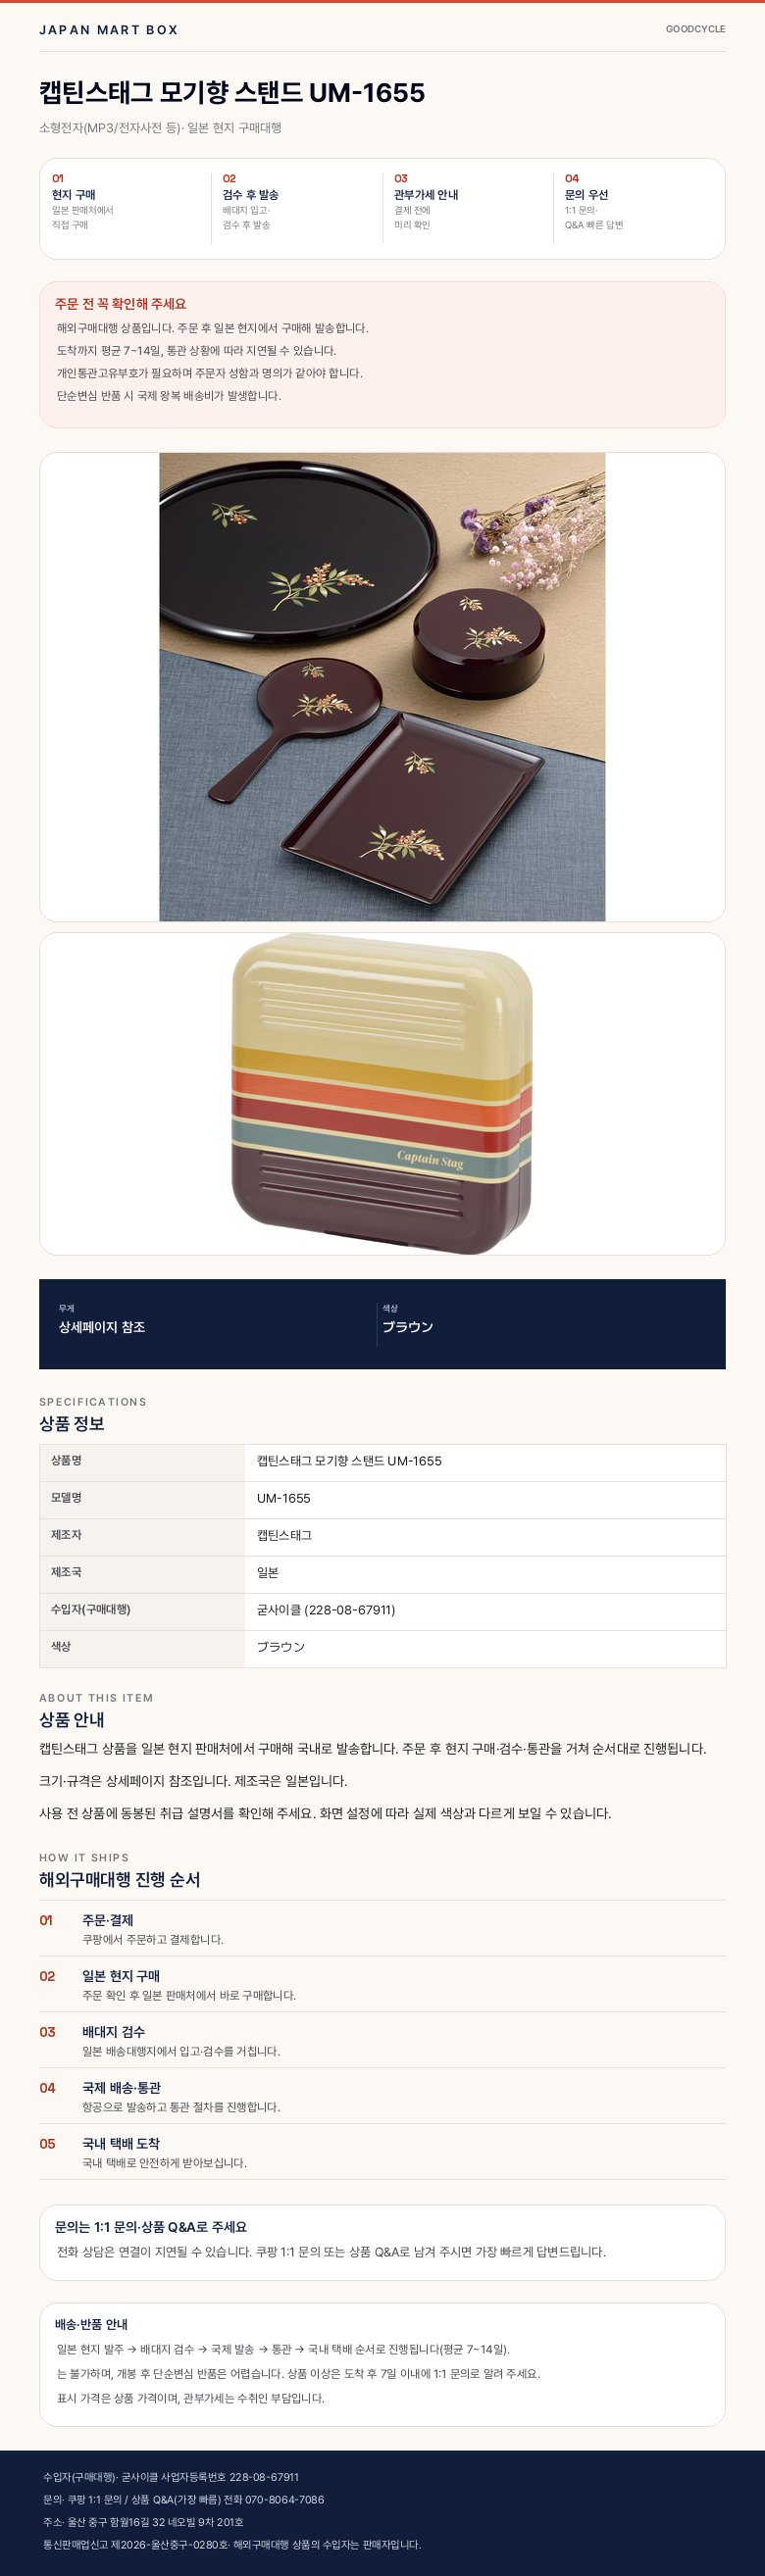 JAPAN MART BOX
GOODCYCLE
캡틴스태그 모기향 스탠드 UM-1655
소형전자(MP3/전자사전 등)· 일본 현지 구매대행
01
현지 구매
일본 판매처에서
직접 구매
02
검수 후 발송
배대지 입고·
검수 후 발송
03
관부가세 안내
결제 전에
미리 확인
04
문의 우선
1:1 문의·
Q&A 빠른 답변
주문 전 꼭 확인해 주세요
해외구매대행 상품입니다. 주문 후 일본 현지에서 구매해 발송합니다.
도착까지 평균 7~14일, 통관 상황에 따라 지연될 수 있습니다.
개인통관고유부호가 필요하며 주문자 성함과 명의가 같아야 합니다.
단순변심 반품 시 국제 왕복 배송비가 발생합니다.
Captain Stag
무게
상세페이지 참조
색상
ブラウン
SPECIFICATIONS
상품 정보
상품명 캡틴스태그 모기향 스탠드 UM-1655
모델명 UM-1655
제조자 캡틴스태그
제조국 일본
수입자(구매대행) 굳사이클 (228-08-67911)
색상 ブラウン
ABOUT THIS ITEM
상품 안내
캡틴스태그 상품을 일본 현지 판매처에서 구매해 국내로 발송합니다. 주문 후 현지 구매·검수·통관을 거쳐 순서대로 진행됩니다.
크기·규격은 상세페이지 참조입니다. 제조국은 일본입니다.
사용 전 상품에 동봉된 취급 설명서를 확인해 주세요. 화면 설정에 따라 실제 색상과 다르게 보일 수 있습니다.
HOW IT SHIPS
해외구매대행 진행 순서
01 주문·결제
쿠팡에서 주문하고 결제합니다.
02 일본 현지 구매
주문 확인 후 일본 판매처에서 바로 구매합니다.
03 배대지 검수
일본 배송대행지에서 입고·검수를 거칩니다.
04 국제 배송·통관
항공으로 발송하고 통관 절차를 진행합니다.
05 국내 택배 도착
국내 택배로 안전하게 받아보십니다.
문의는 1:1 문의·상품 Q&A로 주세요
전화 상담은 연결이 지연될 수 있습니다. 쿠팡 1:1 문의 또는 상품 Q&A로 남겨 주시면 가장 빠르게 답변드립니다.
배송·반품 안내
일본 현지 발주 → 배대지 검수 → 국제 발송 → 통관 → 국내 택배 순서로 진행됩니다(평균 7~14일).
는 불가하며, 개봉 후 단순변심 반품은 어렵습니다. 상품 이상은 도착 후 7일 이내에 1:1 문의로 알려 주세요.
표시 가격은 상품 가격이며, 관부가세는 수취인 부담입니다.
수입자(구매대행)· 굳사이클 사업자등록번호 228-08-67911
문의· 쿠팡 1:1 문의 / 상품 Q&A(가장 빠름) 전화 070-8064-7086
주소· 울산 중구 함월16길 32 네오빌 9차 201호
통신판매업신고 제2026-울산중구-0280호· 해외구매대행 상품의 수입자는 판매자입니다.